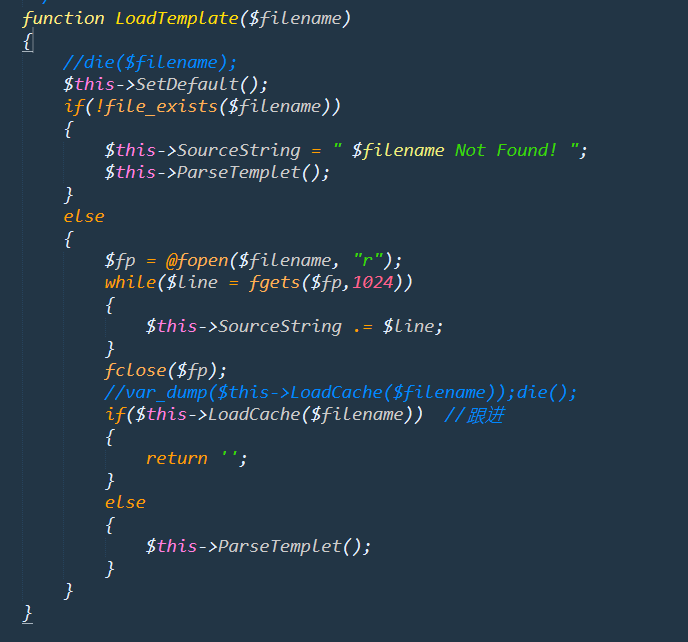 function LoadTemplate($filename)
{
    //die($filename);
    $this->SetDefault();
    if(!file_exists($filename))
    {
        $this->SourceString = " $filename Not Found! ";
        $this->ParseTemplet();
    }
    else
    {
        $fp = @fopen($filename, "r");
        while($line = fgets($fp,1024))
        {
            $this->SourceString .= $line;
        }
        fclose($fp);
        //var_dump($this->LoadCache($filename));die();
        if($this->LoadCache($filename))  //跟进
        {
            return '';
        }
        else
        {
            $this->ParseTemplet();
        }
    }
}